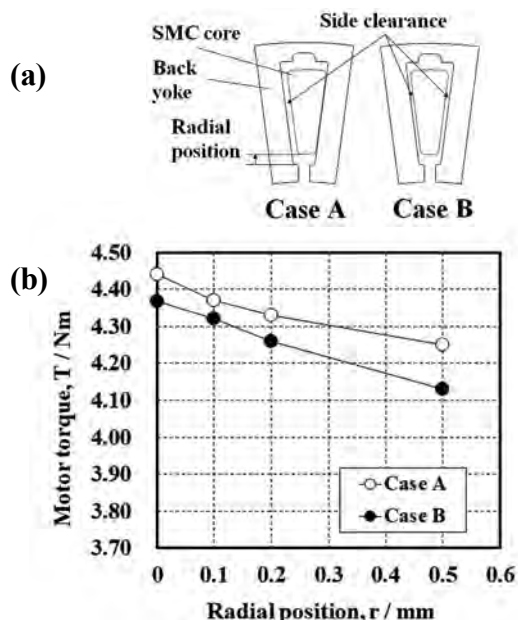 (a)
SMC core
Side clearance
Back
yoke
Radial
position
Case A
Case B
(b)
4.50
4.40
4.30
4.20
4.10
4.00
3.90
3.80
3.70
Motor torque, T / Nm
Case A
Case B
0
0.1
0.2
0.3
0.4
0.5
0.6
Radial position, r / mm